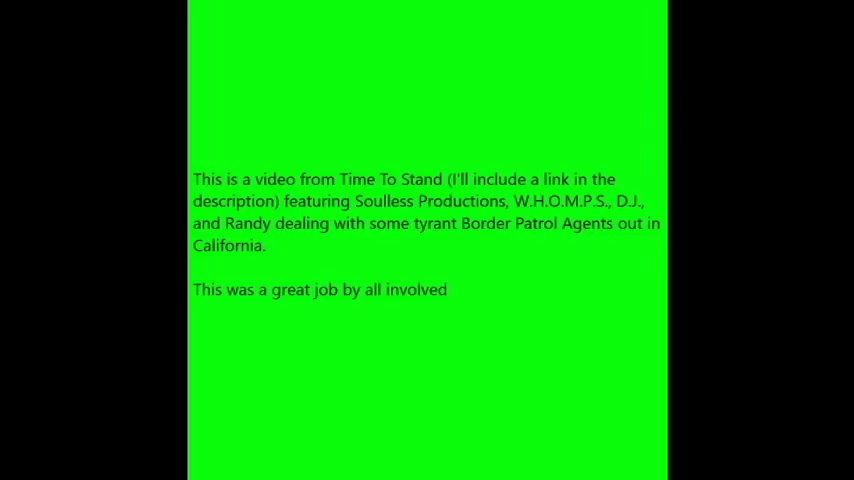 This is a video from Time To Stand (I'll include a link in the
description) featuring Soulless Productions, W.H.O.M.P.S., D.J.,
and Randy dealing with some tyrant Border Patrol Agents out in
California.
This was a great job by all involved